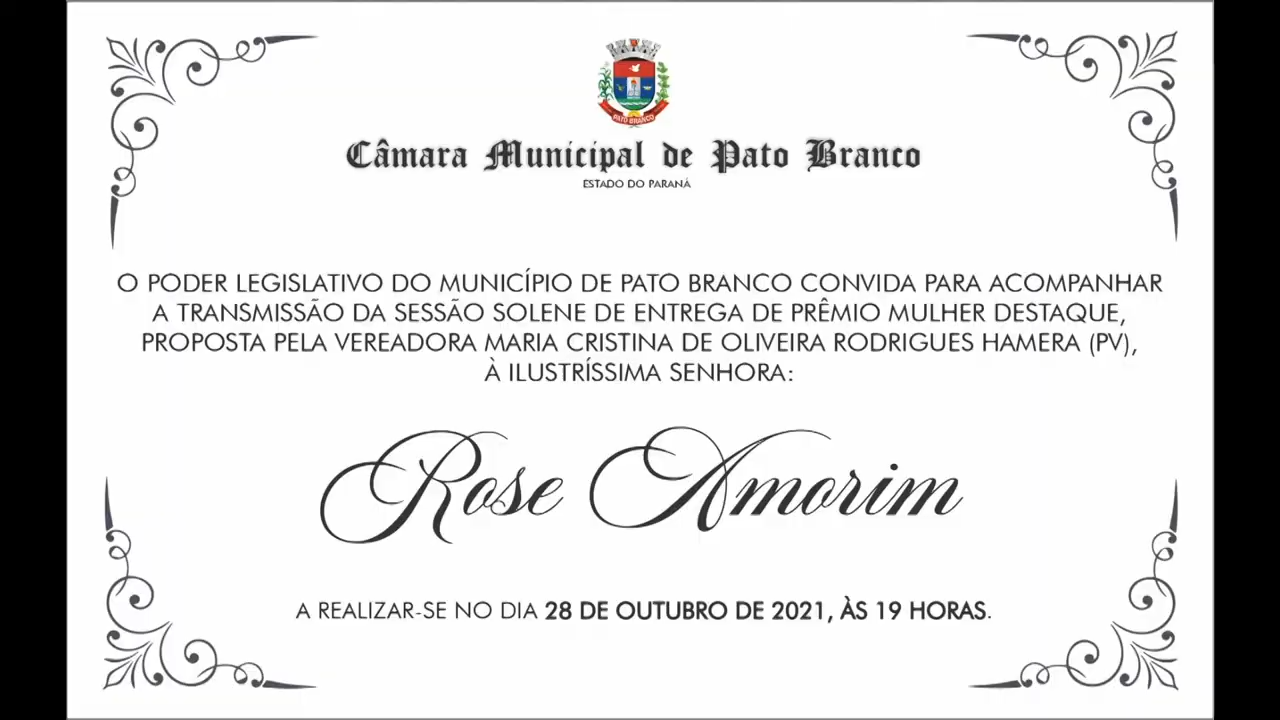 PATO BRANCO
Câmara Municipal de Pato Branco
ESTADO DO PARANÁ
O PODER LEGISLATIVO DO MUNICÍPIO DE PATO BRANCO CONVIDA PARA ACOMPANHAR
A TRANSMISSÃO DA SESSÃO SOLENE DE ENTREGA DE PRÊMIO MULHER DESTAQUE,
PROPOSTA PELA VEREADORA MARIA CRISTINA DE OLIVEIRA RODRIGUES HAMERA (PV),
À ILUSTRÍSSIMA SENHORA:
Rose Amorim
A REALIZAR-SE NO DIA 28 DE OUTUBRO DE 2021, ÀS 19 HORAS.